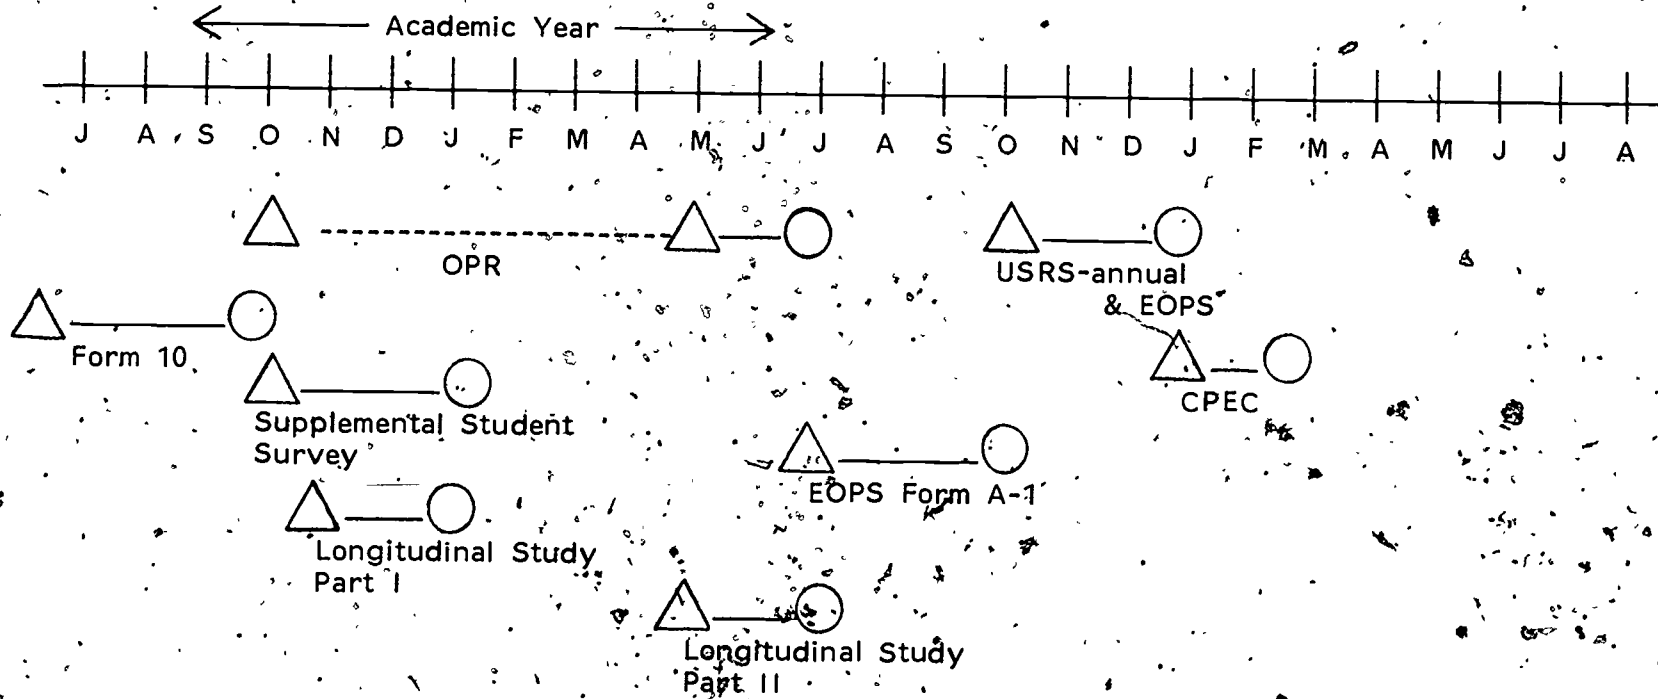 Academic Year
J A S O N D J F M A M J J A S O N D J F M A M J J A
OPR
USRS-annual
& EOPS
Form 10
CPEC
Supplemental Student
Survey
EOPS Form A-1
Longitudinal Study
Part I
Longitudinal Study
Part II